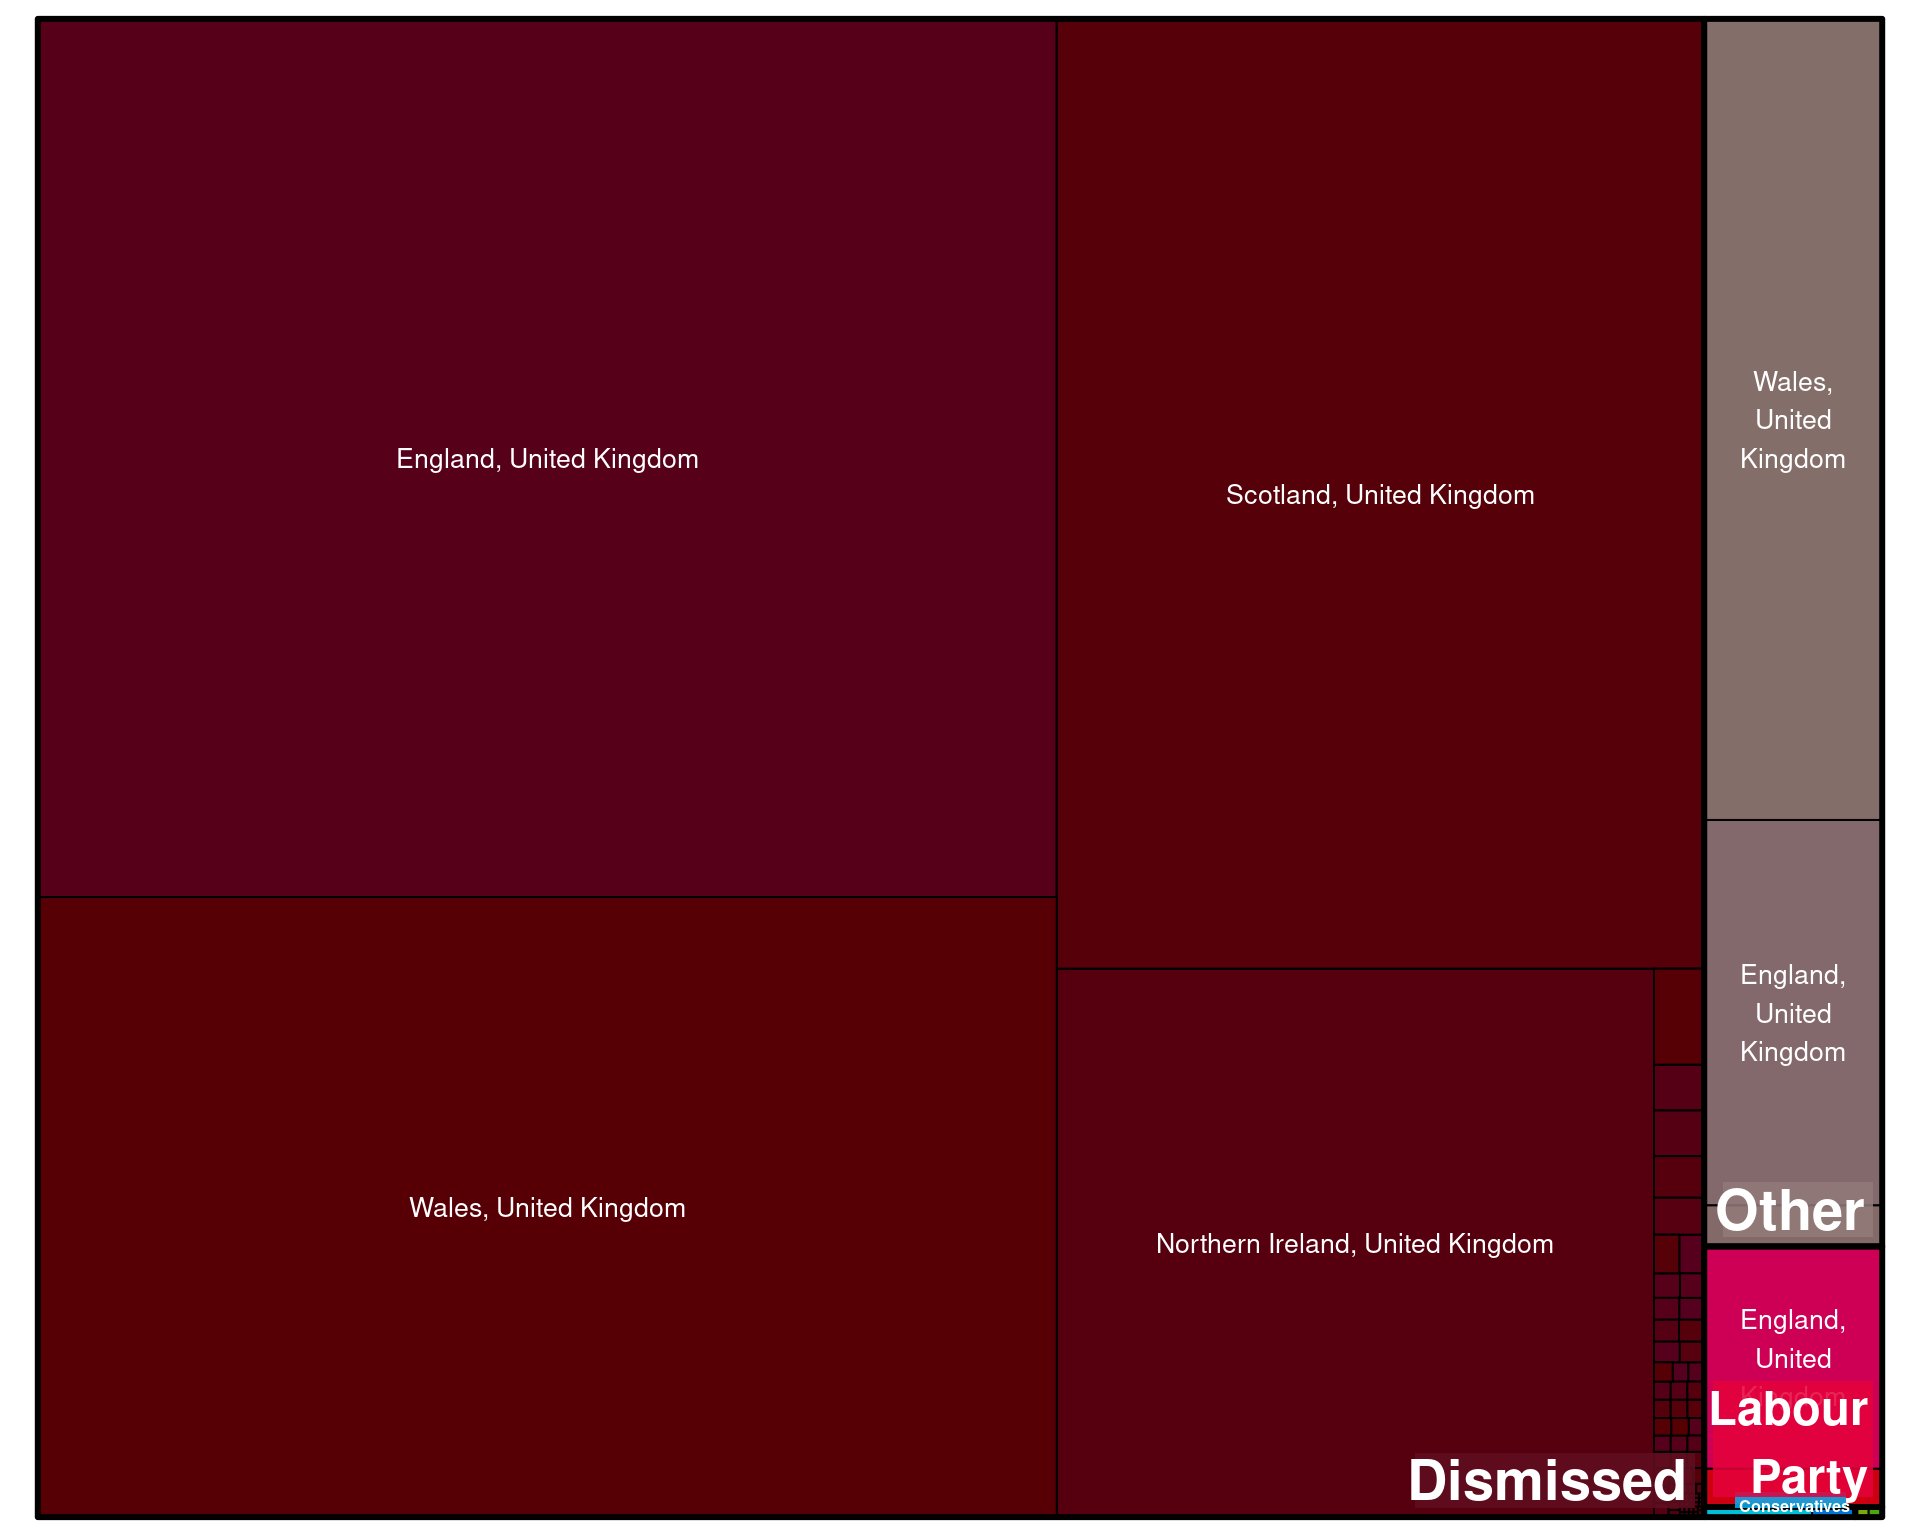 England, United Kingdom
Scotland, United Kingdom
Wales, United Kingdom
Northern Ireland, United Kingdom
Dismissed
Wales,
United
Kingdom
England,
United
Kingdom
Other
England,
United
Kingdom
Labour
Party
Conservatives